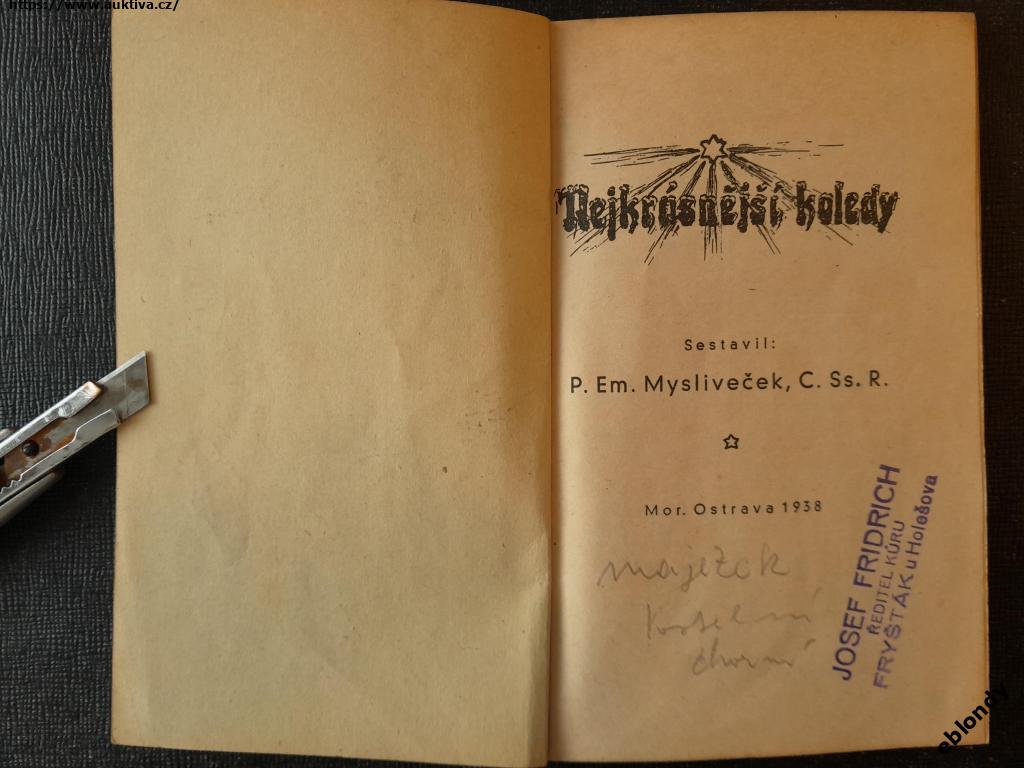 https://www.auktiva.cz/
Nejkrásnější koledy
Sestavil:
P. Em. Mysliveček, C. Ss. R.
Mor. Ostrava 1938
majetek
kostelní
JOSEF FRIDRICH
ŘEDITEL KŮRU
FRYŠTÁK u Holešova
eblondy